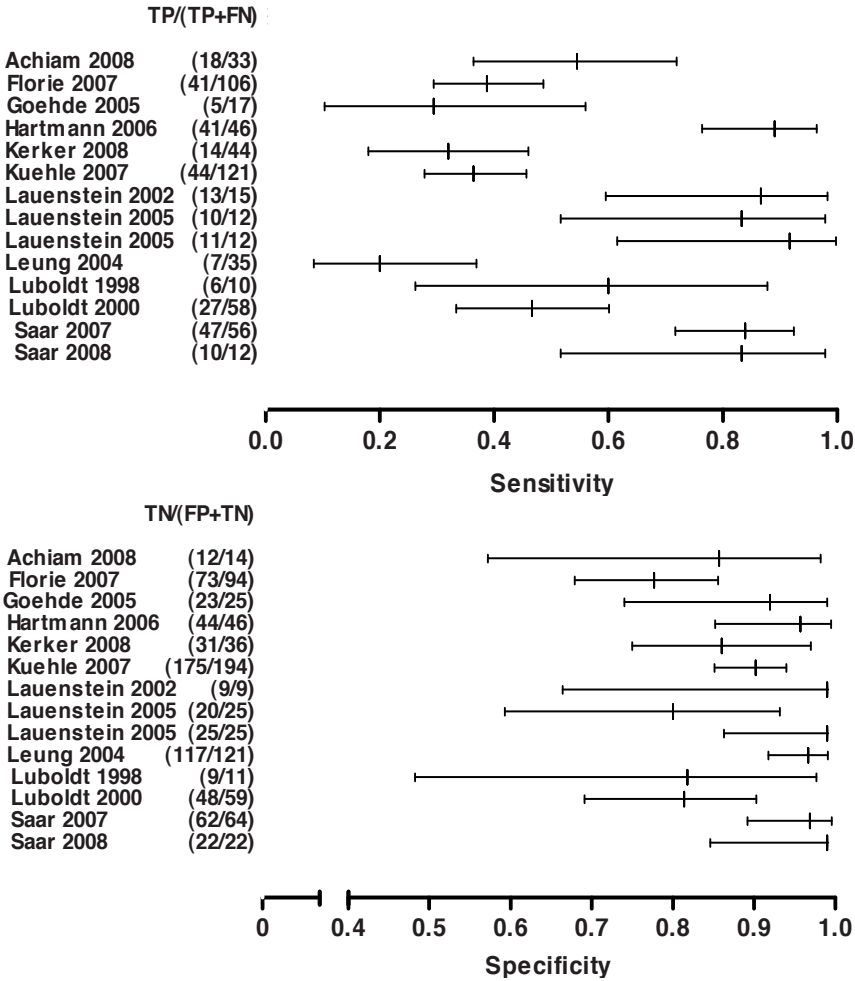 TP/(TP+FN)
Achiam 2008 (18/33)
Florie 2007 (41/106)
Goehde 2005 (5/17)
Hartmann 2006 (41/46)
Kerker 2008 (14/44)
Kuehle 2007 (44/121)
Lauenstein 2002 (13/15)
Lauenstein 2005 (10/12)
Lauenstein 2005 (11/12)
Leung 2004 (7/35)
Luboldt 1998 (6/10)
Luboldt 2000 (27/58)
Saar 2007 (47/56)
Saar 2008 (10/12)
0.0 0.2 0.4 0.6 0.8 1.0
Sensitivity
TN/(FP+TN)
Achiam 2008 (12/14)
Florie 2007 (73/94)
Goehde 2005 (23/25)
Hartmann 2006 (44/46)
Kerker 2008 (31/36)
Kuehle 2007 (175/194)
Lauenstein 2002 (9/9)
Lauenstein 2005 (20/25)
Lauenstein 2005 (25/25)
Leung 2004 (117/121)
Luboldt 1998 (9/11)
Luboldt 2000 (48/59)
Saar 2007 (62/64)
Saar 2008 (22/22)
0 0.4 0.5 0.6 0.7 0.8 0.9 1.0
Specificity